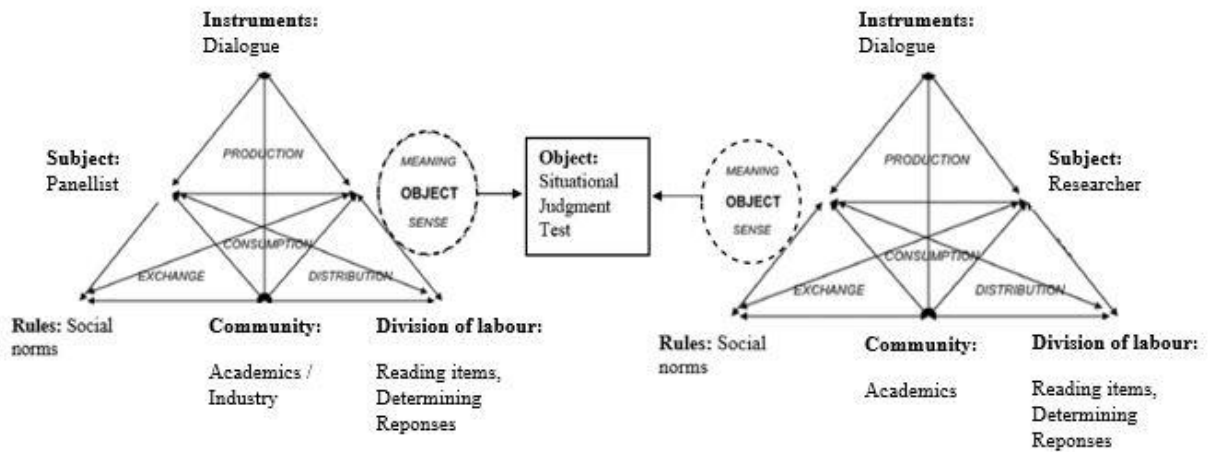 Instruments:
Dialogue
Subject:
Panellist
PRODUCTION
MEANING
OBJECT
SENSE
CONSUMPTION
EXCHANGE
DISTRIBUTION
Rules: Social
norms
Community:
Academics /
Industry
Division of labour:
Reading items,
Determining
Reponses
Object:
Situational
Judgment
Test
Instruments:
Dialogue
MEANING
OBJECT
SENSE
PRODUCTION
Subject:
Researcher
CONSUMPTION
EXCHANGE
DISTRIBUTION
Rules: Social
norms
Community:
Academics
Division of labour:
Reading items,
Determining
Reponses